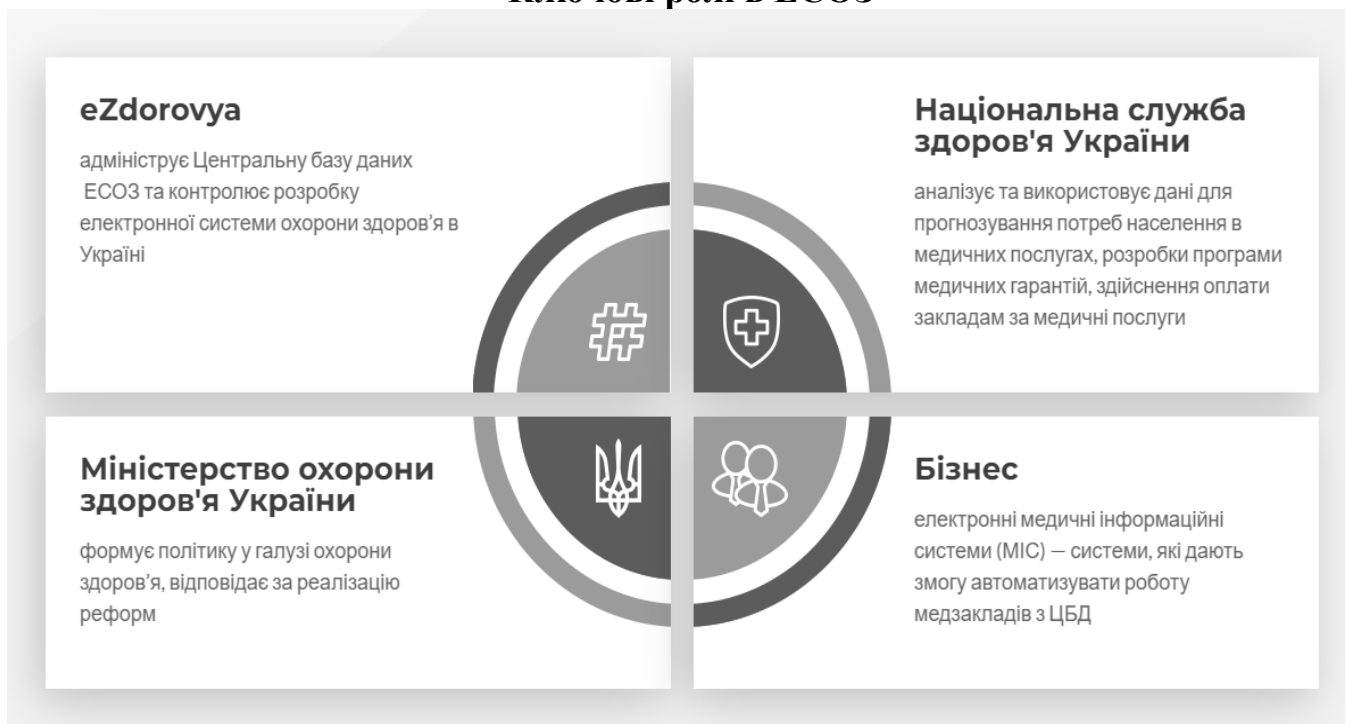 Ключові ролі в ЕСОЗ
eZdorovya
адмініструє Центральну базу даних
ЕСОЗ та контролює розробку
електронної системи охорони здоров’я в
Україні
Національна служба
здоров'я України
аналізує та використовує дані для
прогнозування потреб населення в
медичних послугах, розробки програми
медичних гарантій, здійснення оплати
закладам за медичні послуги
Міністерство охорони
здоров'я України
формує політику у галузі охорони
здоров’я, відповідає за реалізацію
реформ
Бізнес
електронні медичні інформаційні
системи (МІС) — системи, які дають
змогу автоматизувати роботу
медзакладів з ЦБД